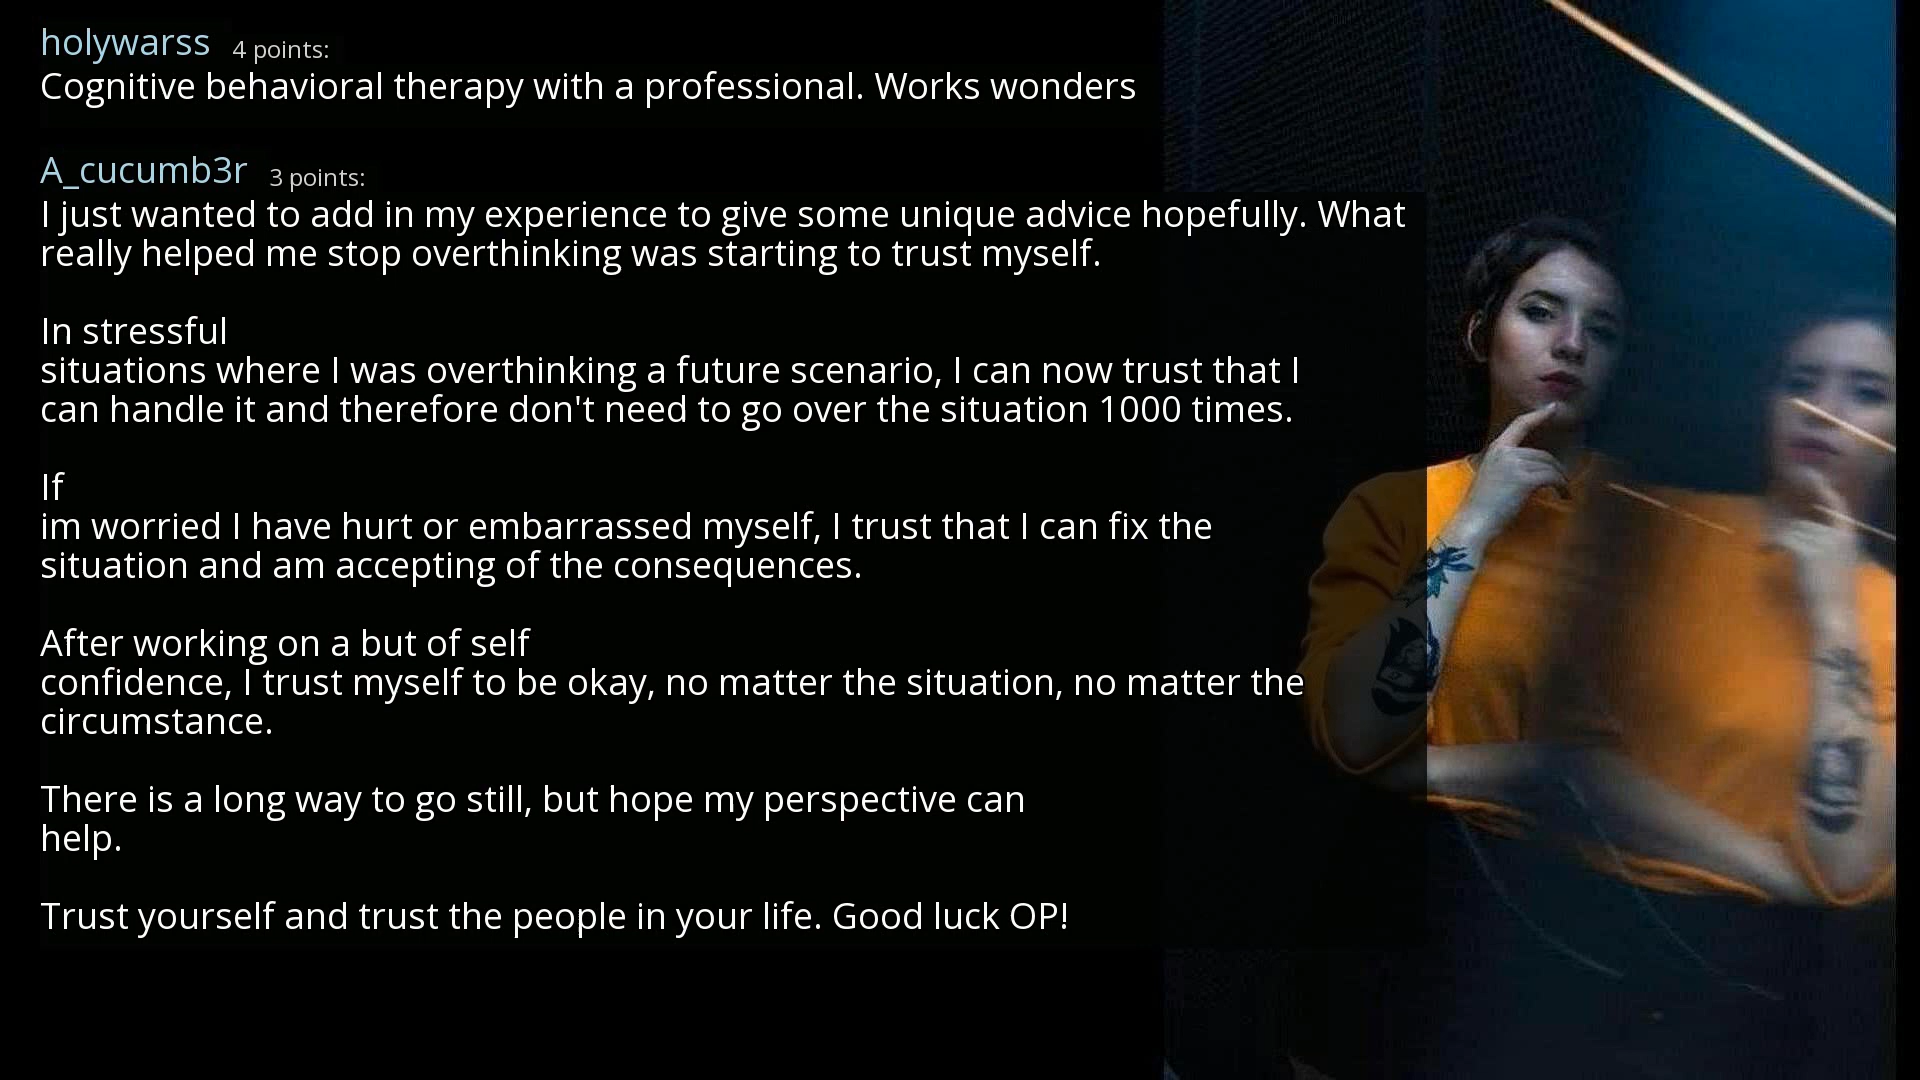 holywarss 4 points:
Cognitive behavioral therapy with a professional. Works wonders
A_cucumb3r 3 points:
I just wanted to add in my experience to give some unique advice hopefully. What
really helped me stop overthinking was starting to trust myself.
In stressful
situations where I was overthinking a future scenario, I can now trust that I
can handle it and therefore don't need to go over the situation 1000 times.
If
im worried I have hurt or embarrassed myself, I trust that I can fix the
situation and am accepting of the consequences.
After working on a but of self
confidence, I trust myself to be okay, no matter the situation, no matter the
circumstance.
There is a long way to go still, but hope my perspective can
help.
Trust yourself and trust the people in your life. Good luck OP!